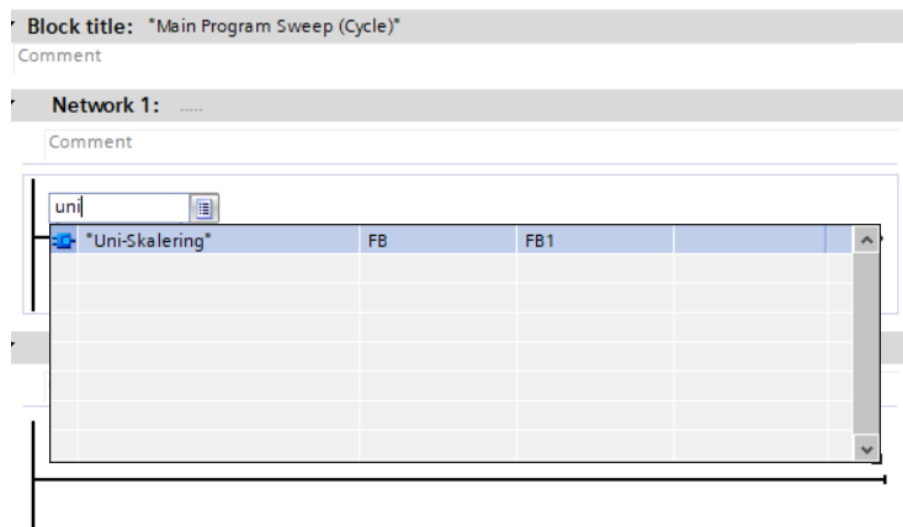 Block title: "Main Program Sweep (Cycle)"
Comment
Network 1: .....
Comment
uni
"Uni-Skalering" FB FB1